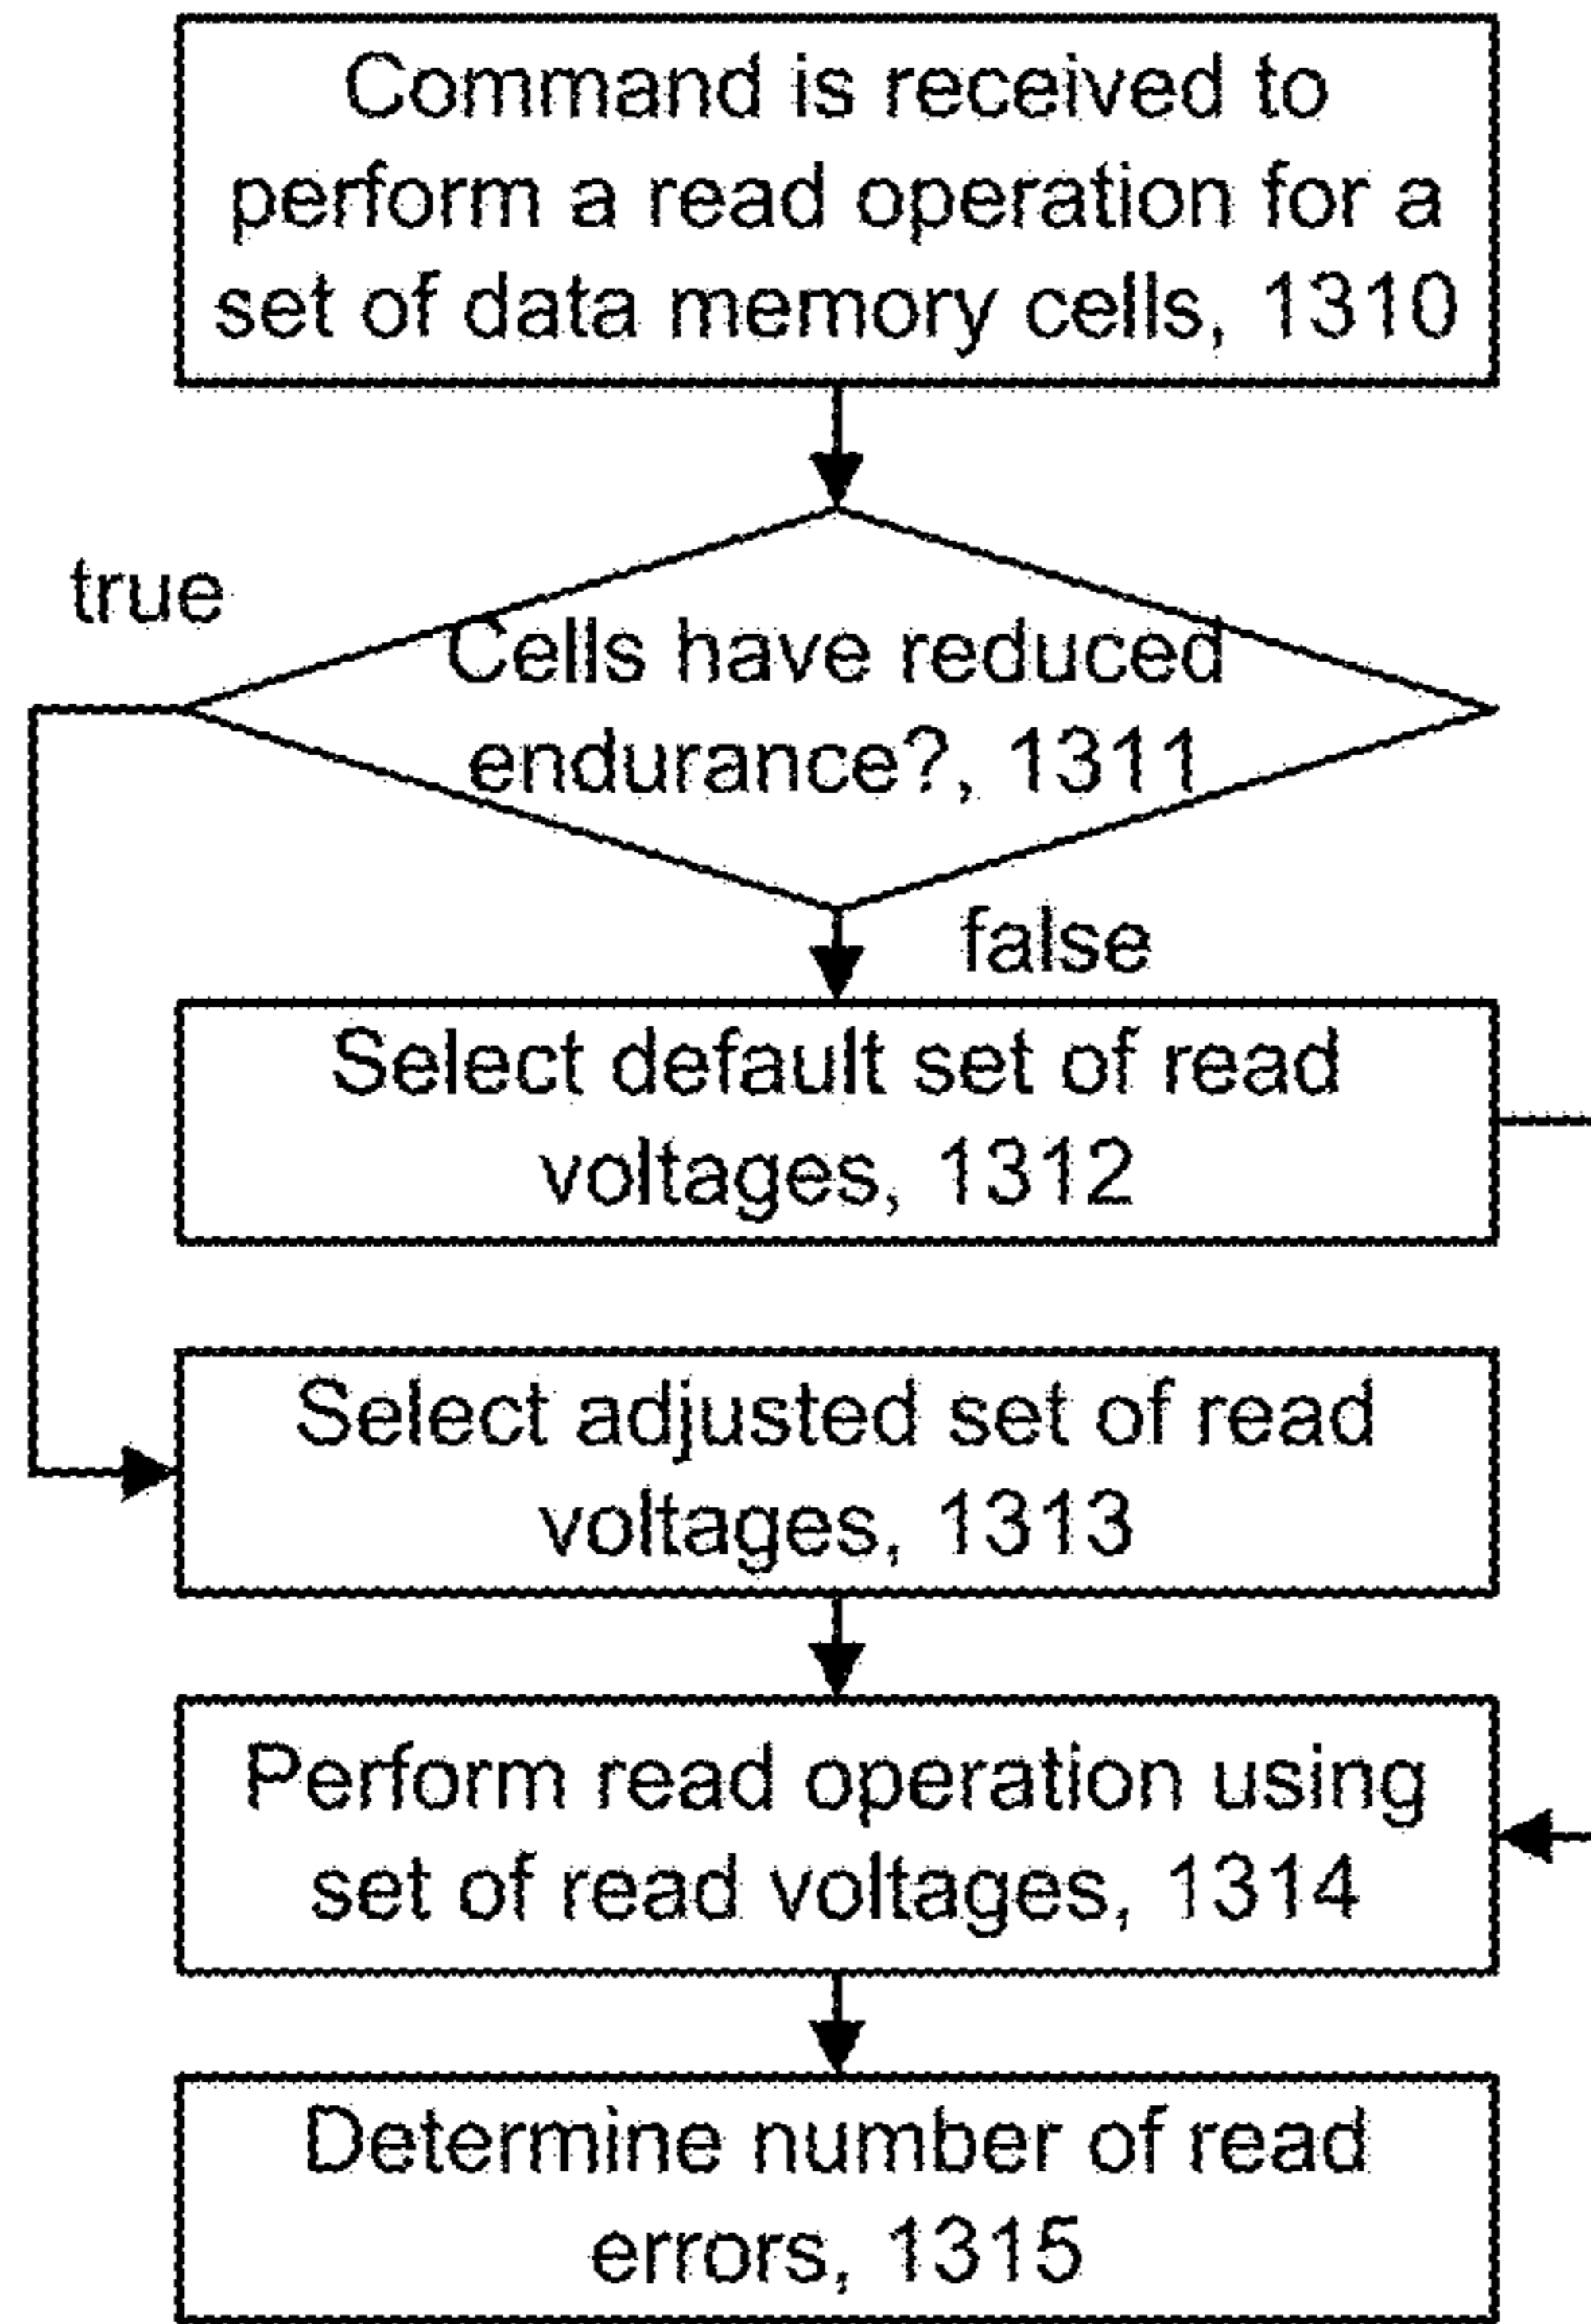 Command is received to
perform a read operation for a
set of data memory cells, 1310
true
Cells have reduced
endurance?, 1311
false
Select default set of read
voltages, 1312
Select adjusted set of read
voltages, 1313
Perform read operation using
set of read voltages, 1314
Determine number of read
errors, 1315